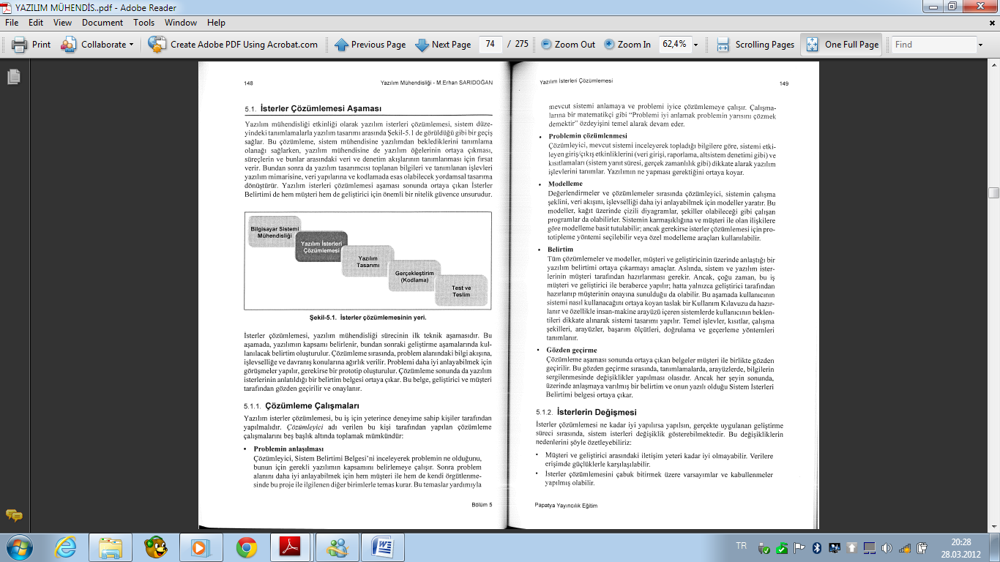 YAZILIM MÜHENDİS..pdf - Adobe Reader
File Edit View Document Tools Window Help
Print Collaborate Create Adobe PDF Using Acrobat.com Previous Page Next Page 74 / 275 Zoom Out Zoom In 62,4% Scrolling Pages One Full Page Find
148 Yazılım Mühendisliği - M.Erhan SARIDOĞAN
5.1. İsterler Çözümlemesi Aşaması
Yazılım mühendisliği etkinliği olarak yazılım isterleri çözümlemesi, sistem düze-
yindeki tanımlamalarla yazılım tasarımı arasında Şekil-5.1 de görüldüğü gibi bir geçiş
sağlar. Bu çözümleme, sistem mühendisine yazılımdan beklediklerini tanımlama
olanağı sağlarken, yazılım mühendisine de yazılım öğelerinin ortaya çıkması,
süreçlerin ve bunlar arasındaki veri ve denetim akışlarının tanımlanması için fırsat
verir. Bundan sonra da yazılım tasarımcısı toplanan bilgileri ve tanımlanan işlevleri
yazılım mimarisine, veri yapılarına ve kodlamada esas olabilecek yordamsal tasarıma
dönüştürür. Yazılım isterleri çözümlemesi aşaması sonunda ortaya çıkan İsterler
Belirtimi de hem müşteri hem de geliştirici için önemli bir nitelik güvence unsurudur.
Bilgisayar Sistemi
Mühendisliği
Yazılım İsterleri
Çözümlemesi
Yazılım
Tasarımı
Gerçekleştirim
(Kodlama)
Test ve
Teslim
Şekil-5.1. İsterler çözümlemesinin yeri.
İsterler çözümlemesi, yazılım mühendisliği sürecinin ilk teknik aşamasıdır. Bu
aşamada, yazılımın kapsamı belirlenir, bundan sonraki geliştirme aşamalarında kul-
lanılacak belirtim oluşturulur. Çözümleme sırasında, problem alanındaki bilgi akışına,
işlevselliğe ve davranış konularına ağırlık verilir. Problemi daha iyi anlayabilmek için
görüşmeler yapılır, gerekirse bir prototip oluşturulur. Çözümleme sonunda da yazılım
isterlerinin anlatıldığı bir belirtim belgesi ortaya çıkar. Bu belge, geliştirici ve müşteri
tarafından gözden geçirilir ve onaylanır.
5.1.1. Çözümleme Çalışmaları
Yazılım isterler çözümlemesi, bu iş için yeterince deneyime sahip kişiler tarafından
yapılmalıdır. Çözümleyici adı verilen bu kişi tarafından yapılan çözümleme
çalışmalarını beş başlık altında toplamak mümkündür:
• Problemin anlaşılması
Çözümleyici, Sistem Belirtimi Belgesi'ni inceleyerek problemin ne olduğunu,
bunun için gerekli yazılımın kapsamını belirlemeye çalışır. Sonra problem
alanını daha iyi anlayabilmek için hem müşteri ile hem de kendi örgütlenme-
sinde bu proje ile ilgilenen diğer birimlerle temas kurar. Bu temaslar yardımıyla
Bölüm 5
Yazılım İsterleri Çözümlemesi 149
mevcut sistemi anlamaya ve problemi iyice çözümlemeye çalışır. Çalışma-
larına bir matematikçi gibi "Problemi iyi anlamak problemin yarısını çözmek
demektir" özdeyişini temel alarak devam eder.
• Problemin çözümlenmesi
Çözümleyici, mevcut sistemi inceleyerek topladığı bilgilere göre, sistemi etki-
leyen giriş/çıkış etkinliklerini (veri girişi, raporlama, altsistem denetimi gibi) ve
kısıtlamaları (sistem yanıt süresi, gerçek zamanlılık gibi) dikkate alarak yazılım
işlevlerini tanımlar. Yazılımın ne yapması gerektiğini ortaya koyar.
• Modelleme
Değerlendirmeler ve çözümlemeler sırasında çözümleyici, sistemin çalışma
şeklini, veri akışını, işlevselliği daha iyi anlayabilmek için modeller yaratır. Bu
modeller, kağıt üzerinde çizili diyagramlar, şekiller olabileceği gibi çalışan
programlar da olabilirler. Sistemin karmaşıklığına ve müşteri ile olan ilişkilere
göre modelleme basit tutulabilir; ancak gerekirse isterler çözümlemesi için pro-
totipleme yöntemi seçilebilir veya özel modelleme araçları kullanılabilir.
• Belirtim
Tüm çözümlemeler ve modeller, müşteri ve geliştiricinin üzerinde anlaştığı bir
yazılım belirtimi ortaya çıkarmayı amaçlar. Aslında, sistem ve yazılım ister-
lerinin müşteri tarafından hazırlanması gerekir. Ancak, çoğu zaman, bu iş
müşteri ve geliştirici ile beraberce yapılır; hatta yalnızca geliştirici tarafından
hazırlanıp müşterinin onayına sunulduğu da olabilir. Bu aşamada kullanıcının
sistemi nasıl kullanacağını ortaya koyan taslak bir Kullanım Kılavuzu da hazır-
lanır ve özellikle insan-makine arayüzü içeren sistemlerde kullanıcının beklen-
tileri dikkate alınarak sistemi tasarımı yapılır. Temel işlevler, kısıtlar, çalışma
şekilleri, arayüzler, başarım ölçütleri, doğrulama ve geçerleme yöntemleri
tanımlanır.
• Gözden geçirme
Çözümleme aşaması sonunda ortaya çıkan belgeler müşteri ile birlikte gözden
geçirilir. Bu gözden geçirme sırasında, tanımlamalarda, arayüzlerde, bilgilerin
sergilenmesinde değişiklikler yapılması olasıdır. Ancak her şeyin sonunda,
üzerinde anlaşmaya varılmış bir belirtim ve onun yazılı olduğu Sistem İsterleri
Belirtimi belgesi ortaya çıkar.
5.1.2. İsterlerin Değişmesi
İsterler çözümlemesi ne kadar iyi yapılırsa yapılsın, gerçekte uygulanan geliştirme
süreci sırasında, sistem isterleri değişiklik gösterebilmektedir. Bu değişikliklerin
nedenlerini şöyle özetleyebiliriz:
• Müşteri ve geliştirici arasındaki iletişim yeteri kadar iyi olmayabilir. Verilere
erişimde güçlüklerle karşılaşılabilir.
• İsterler çözümlemesini çabuk bitirmek üzere varsayımlar ve kabullenmeler
yapılmış olabilir.
Papatya Yayıncılık Eğitim
TR 20:28
28.03.2012